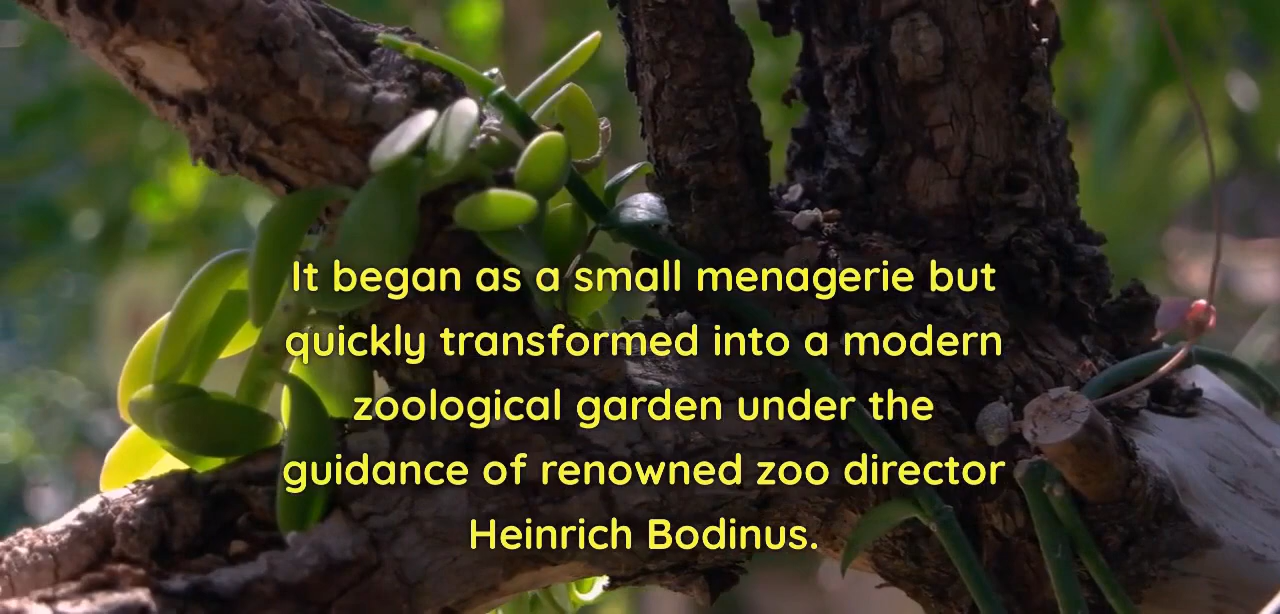 It began as a small menagerie but
quickly transformed into a modern
zoological garden under the
guidance of renowned zoo director
Heinrich Bodinus.